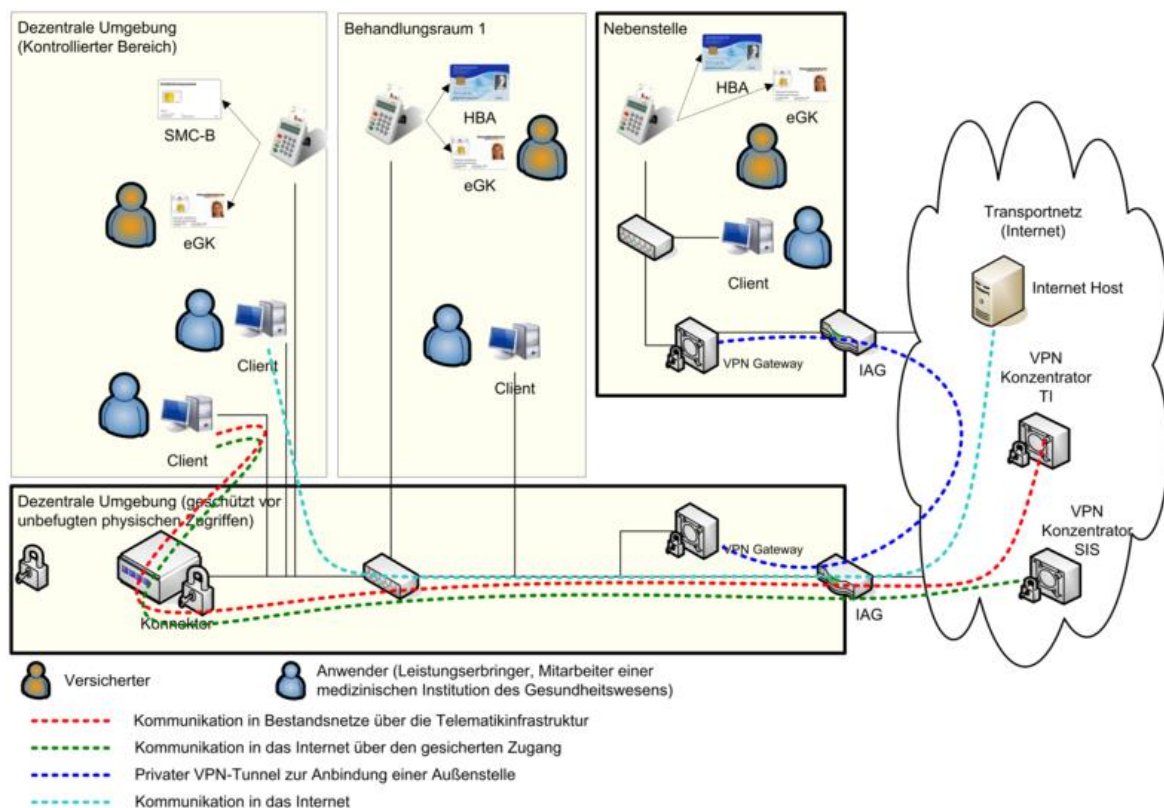 Dezentrale Umgebung
(Kontrollierter Bereich)
SMC-B
eGK
Client
Client
Behandlungsraum 1
HBA
eGK
Client
Nebenstelle
HBA
eGK
Client
VPN Gateway
IAG
Transportnetz
(Internet)
Internet Host
VPN
Konzentrator
TI
VPN
Konzentrator
SIS
Dezentrale Umgebung (geschützt vor
unbefugten physischen Zugriffen)
Konnektor
VPN Gateway
IAG
Versicherter
Anwender (Leistungserbringer, Mitarbeiter einer
medizinischen Institution des Gesundheitswesens)
Kommunikation in Bestandsnetze über die Telematikinfrastruktur
Kommunikation in das Internet über den gesicherten Zugang
Privater VPN-Tunnel zur Anbindung einer Außenstelle
Kommunikation in das Internet